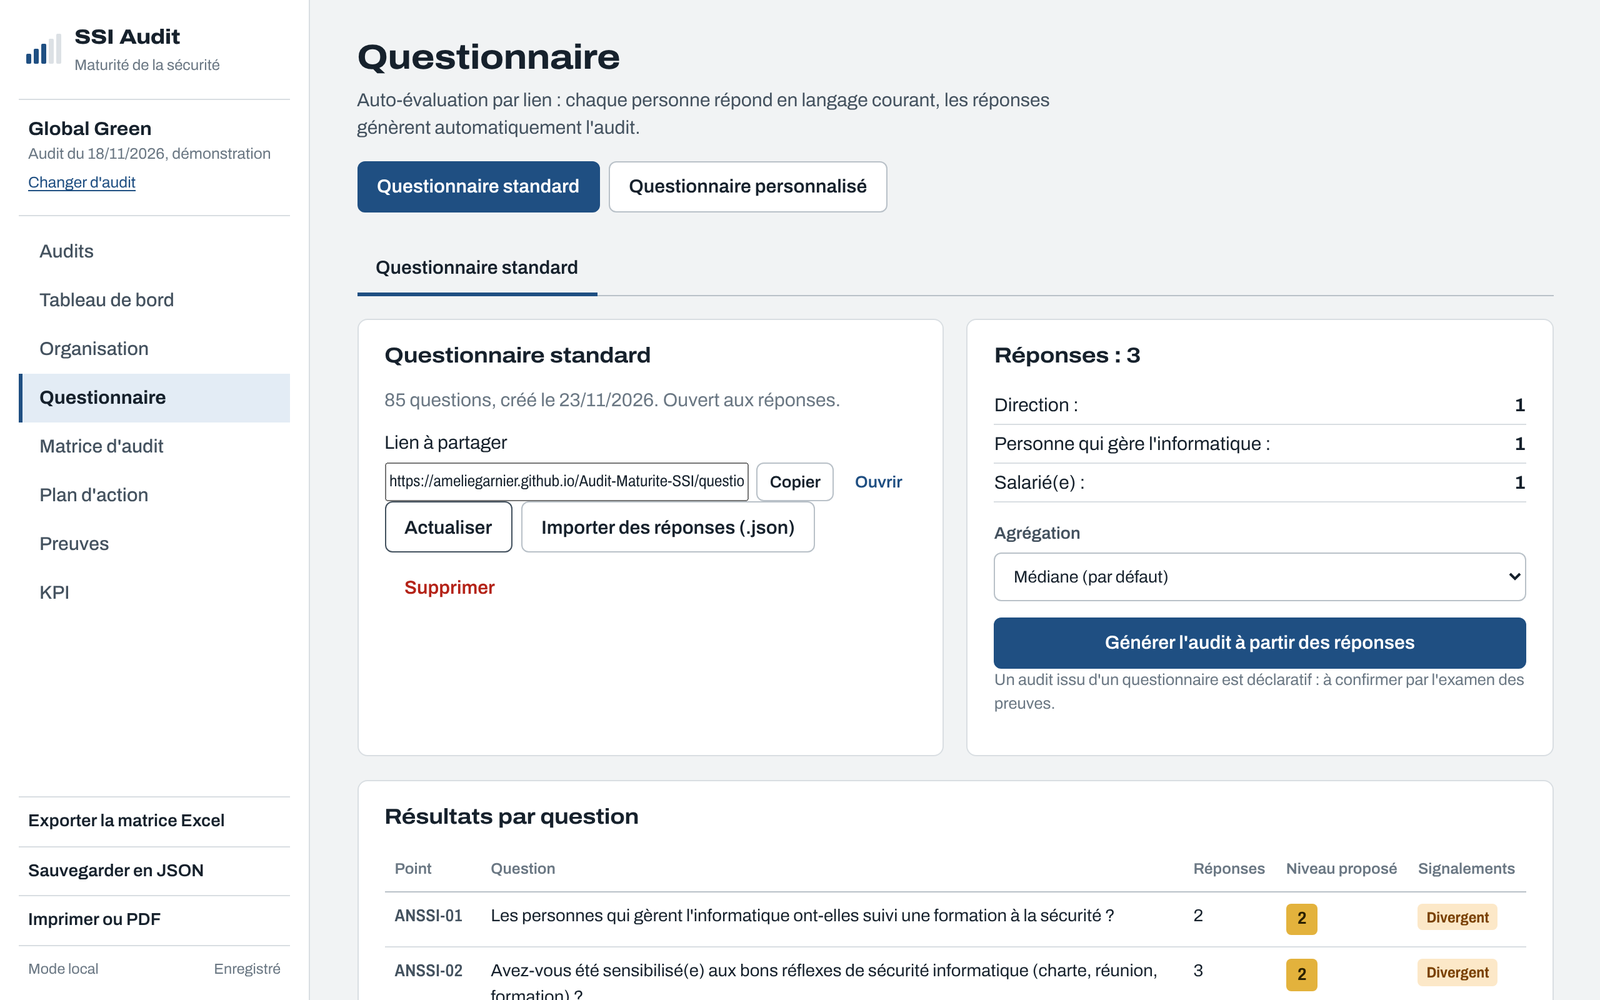 SSI Audit
Maturité de la sécurité
Global Green
Audit du 18/11/2026, démonstration
Changer d'audit
Audits
Tableau de bord
Organisation
Questionnaire
Matrice d'audit
Plan d'action
Preuves
KPI
Exporter la matrice Excel
Sauvegarder en JSON
Imprimer ou PDF
Mode local Enregistré
Questionnaire
Auto-évaluation par lien : chaque personne répond en langage courant, les réponses
génèrent automatiquement l'audit.
Questionnaire standard Questionnaire personnalisé
Questionnaire standard
Questionnaire standard
85 questions, créé le 23/11/2026. Ouvert aux réponses.
Lien à partager
https://ameliegarnier.github.io/Audit-Maturite-SSI/questio Copier Ouvrir
Actualiser Importer des réponses (.json)
Supprimer
Réponses : 3
Direction : 1
Personne qui gère l'informatique : 1
Salarié(e) : 1
Agrégation
Médiane (par défaut)
Générer l'audit à partir des réponses
Un audit issu d'un questionnaire est déclaratif : à confirmer par l'examen des
preuves.
Résultats par question
Point Question Réponses Niveau proposé Signalements
ANSSI-01 Les personnes qui gèrent l'informatique ont-elles suivi une formation à la sécurité ? 2 2 Divergent
ANSSI-02 Avez-vous été sensibilisé(e) aux bons réflexes de sécurité informatique (charte, réunion, 3 2 Divergent
formation) ?